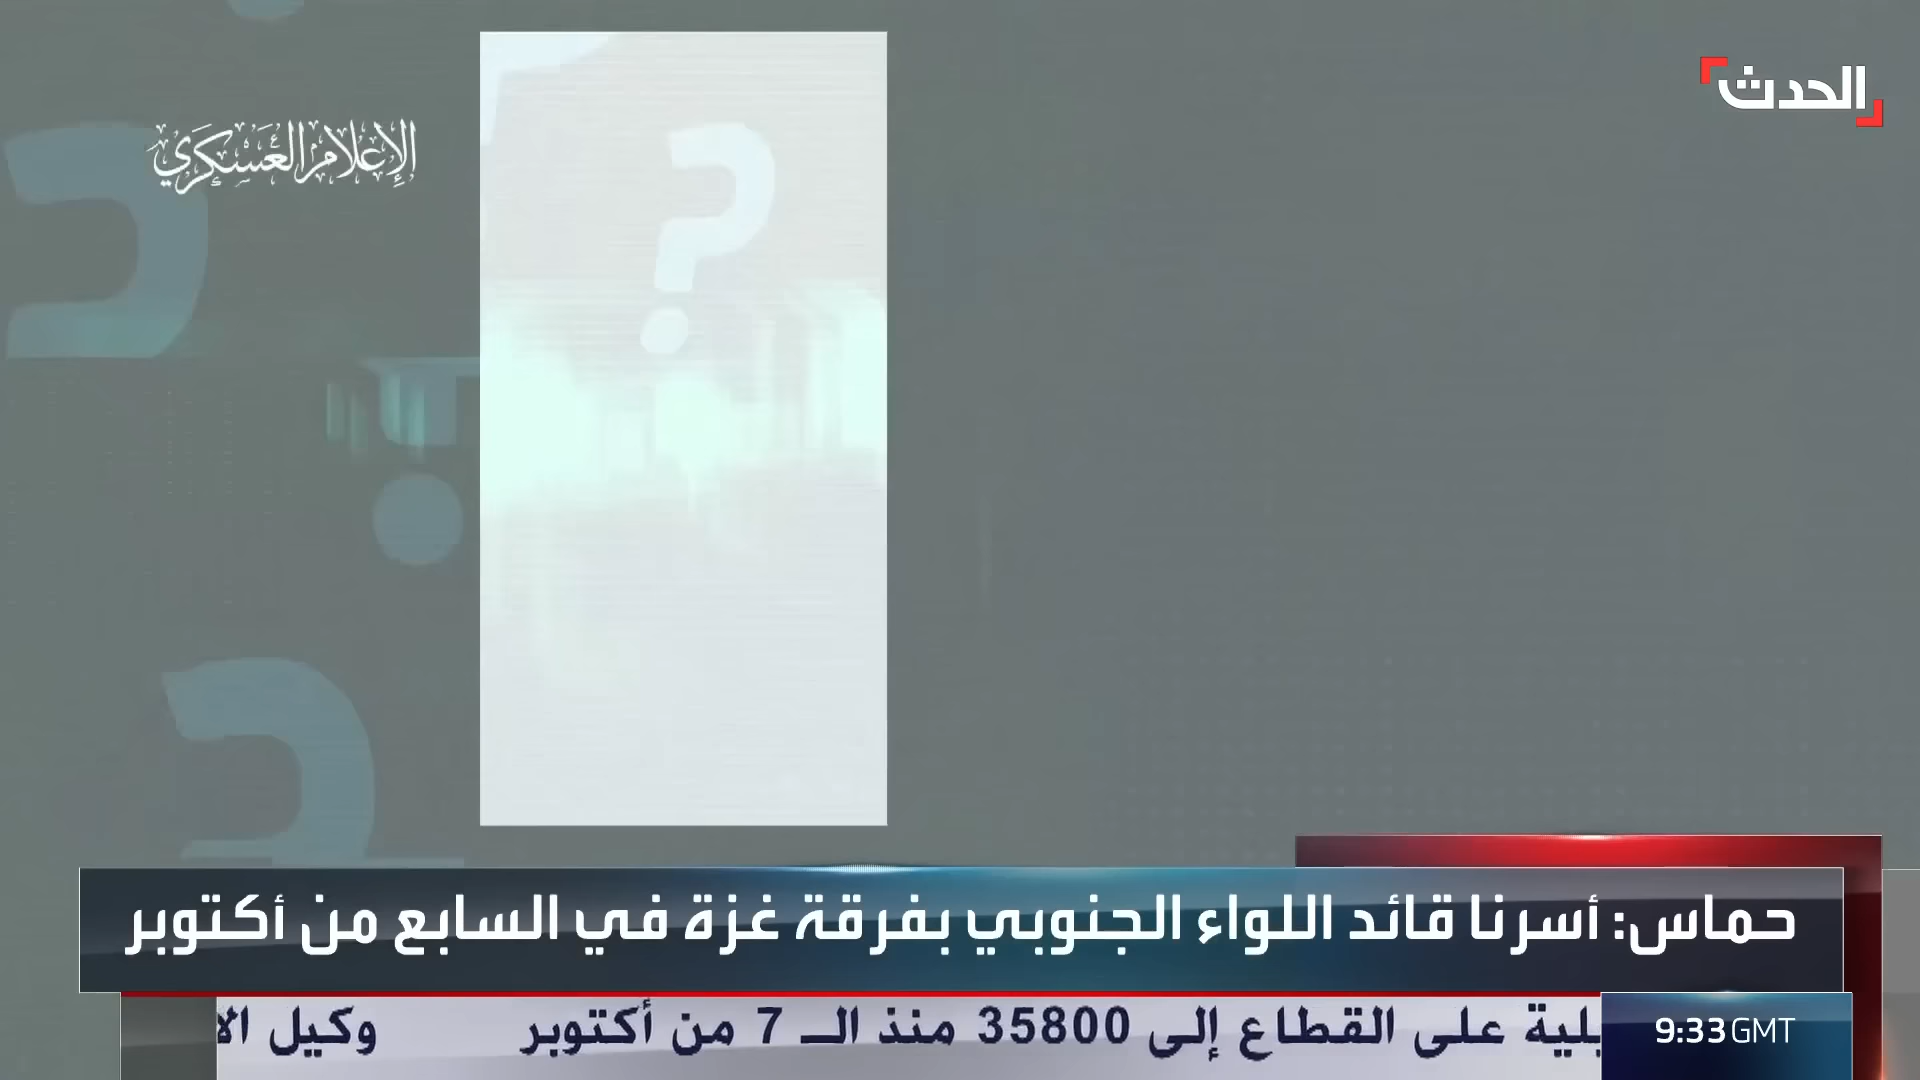 الحدث
الإعلام العسكري
?
حماس: أسرنا قائد اللواء الجنوبي بفرقة غزة في السابع من أكتوبر
على القطاع إلى 35800 منذ الـ 7 من أكتوبر وكيل
9:33 GMT